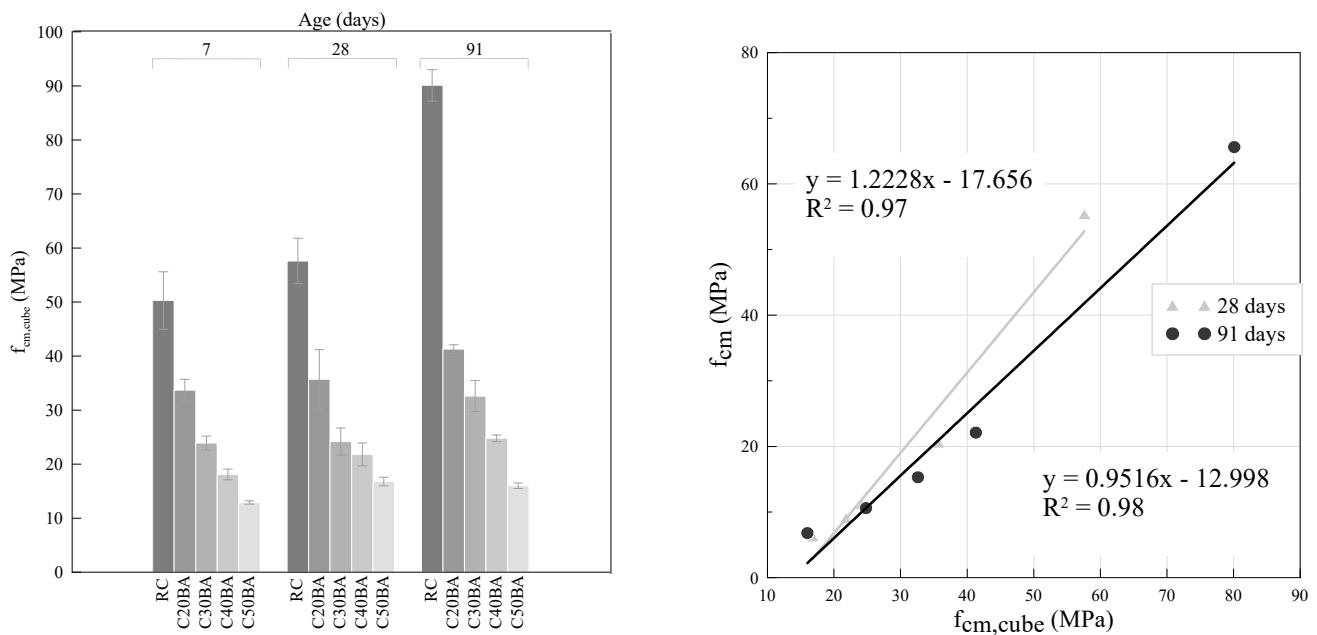 Age (days)
7 28 91
100
90
80
70
60
50
40
30
20
10
0
f_cm,cube (MPa)
RC C20BA C30BA C40BA C50BA RC C20BA C30BA C40BA C50BA RC C20BA C30BA C40BA C50BA
80
60
40
20
0
f_cm (MPa)
y = 1.2228x - 17.656
R² = 0.97
28 days
91 days
y = 0.9516x - 12.998
R² = 0.98
10 20 30 40 50 60 70 80 90
f_cm,cube (MPa)